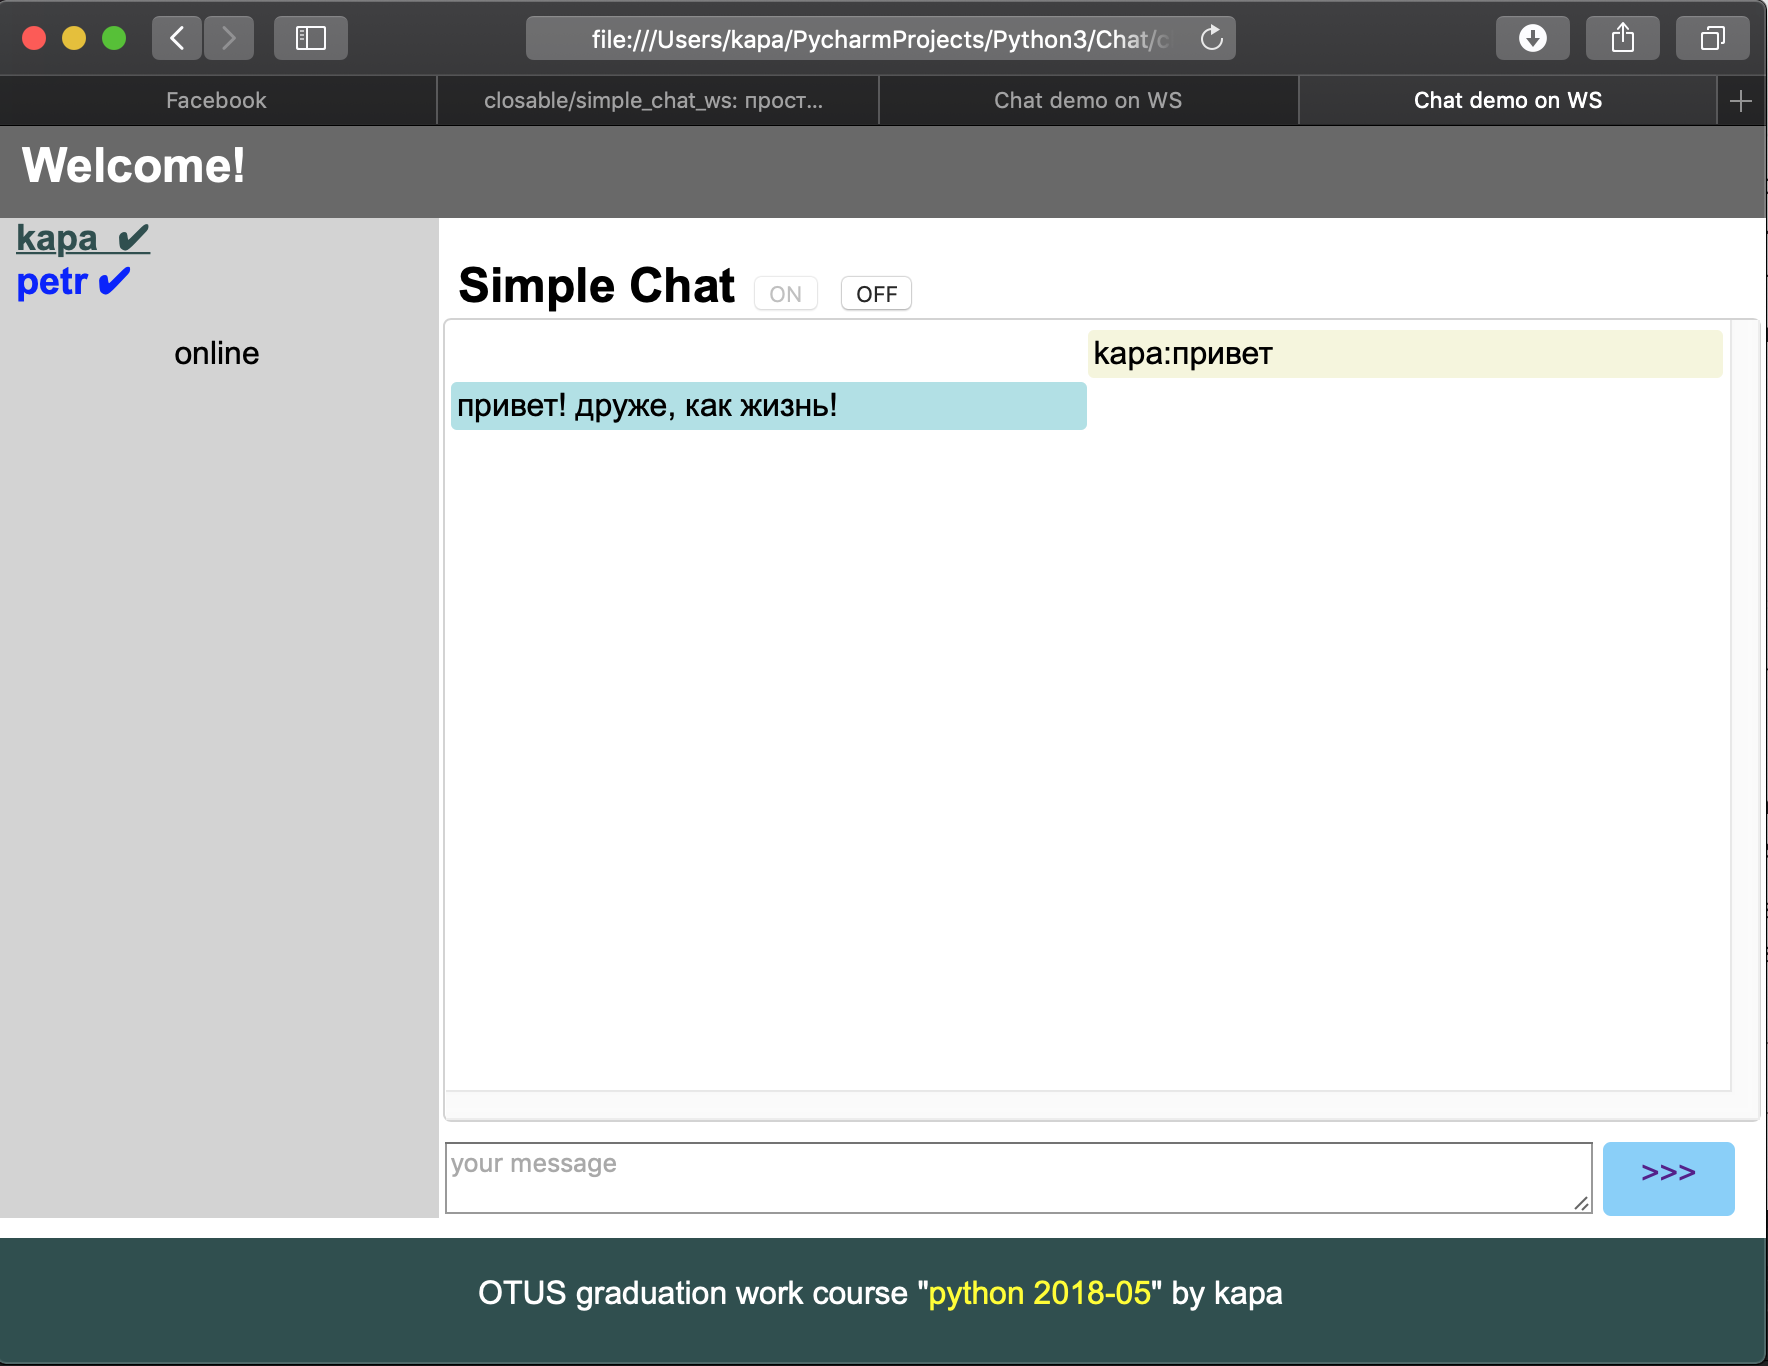 file:///Users/kapa/PycharmProjects/Python3/Chat/c
Facebook
closable/simple_chat_ws: прост...
Chat demo on WS
Chat demo on WS
Welcome!
kapa ✔
petr ✔
online
Simple Chat
ON
OFF
kapa:привет
привет! друже, как жизнь!
your message
>>>
OTUS graduation work course "python 2018-05" by kapa